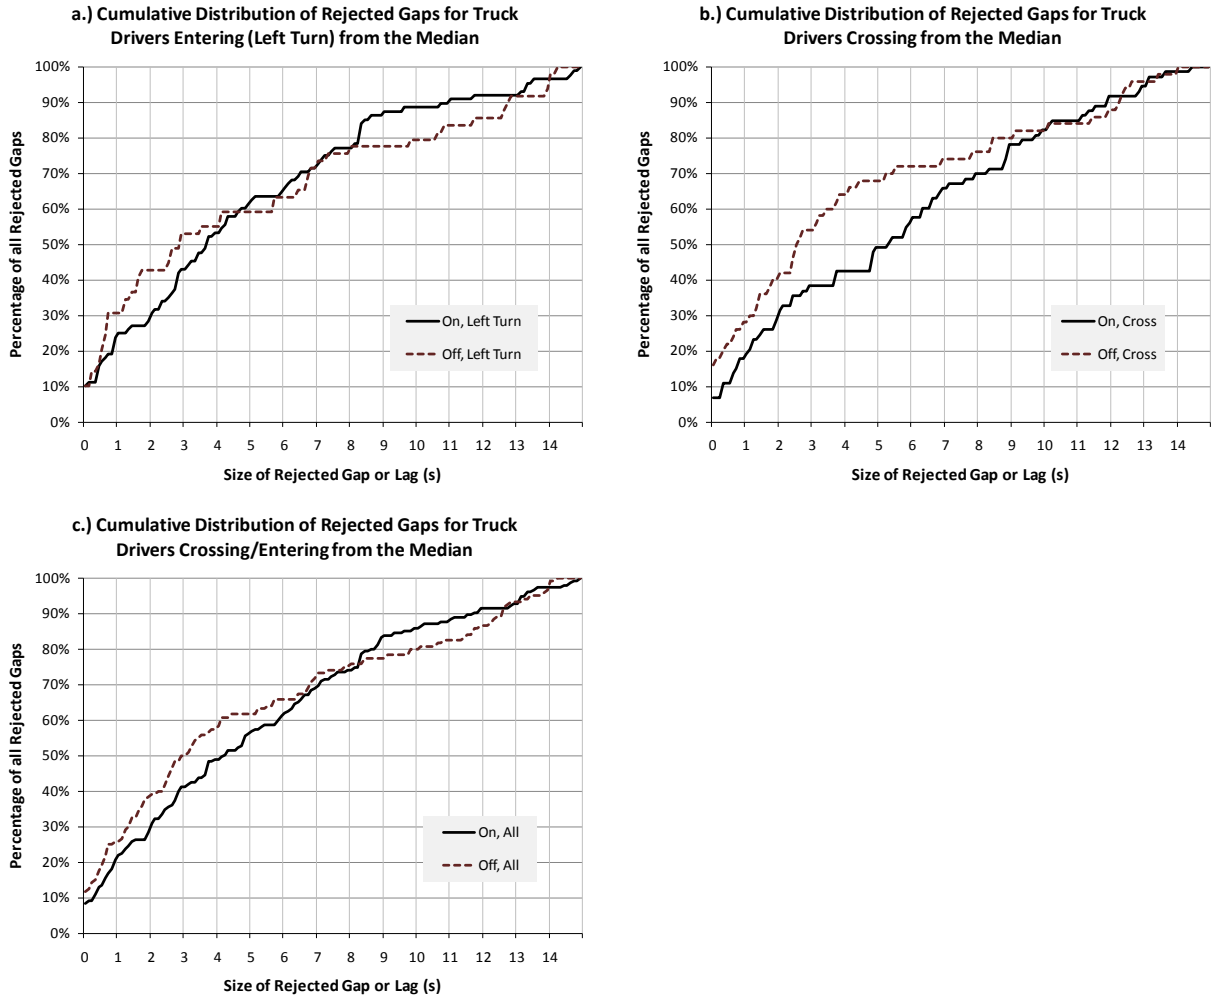 a.) Cumulative Distribution of Rejected Gaps for Truck
Drivers Entering (Left Turn) from the Median
100%
90%
80%
70%
60%
50%
40%
30%
20%
10%
0%
Percentage of all Rejected Gaps
On, Left Turn
Off, Left Turn
0 1 2 3 4 5 6 7 8 9 10 11 12 13 14
Size of Rejected Gap or Lag (s)
b.) Cumulative Distribution of Rejected Gaps for Truck
Drivers Crossing from the Median
100%
90%
80%
70%
60%
50%
40%
30%
20%
10%
0%
Percentage of all Rejected Gaps
On, Cross
Off, Cross
0 1 2 3 4 5 6 7 8 9 10 11 12 13 14
Size of Rejected Gap or Lag (s)
c.) Cumulative Distribution of Rejected Gaps for Truck
Drivers Crossing/Entering from the Median
100%
90%
80%
70%
60%
50%
40%
30%
20%
10%
0%
Percentage of all Rejected Gaps
On, All
Off, All
0 1 2 3 4 5 6 7 8 9 10 11 12 13 14
Size of Rejected Gap or Lag (s)